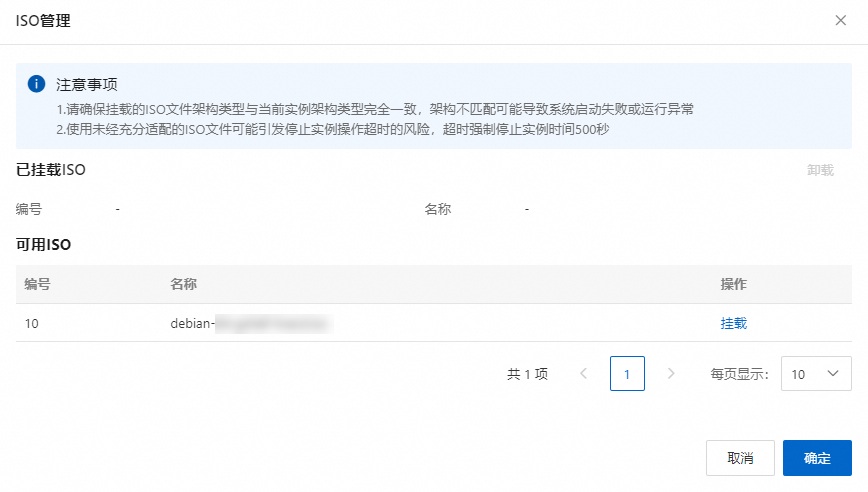 ISO管理
注意事项
1.请确保挂载的ISO文件架构类型与当前实例架构类型完全一致，架构不匹配可能导致系统启动失败或运行异常
2.使用未经充分适配的ISO文件可能引发停止实例操作超时的风险，超时强制停止实例时间500秒
已挂载ISO 卸载
编号 - 名称 -
可用ISO
编号 名称 操作
10 debian- 挂载
共 1 项 1 每页显示： 10
取消 确定